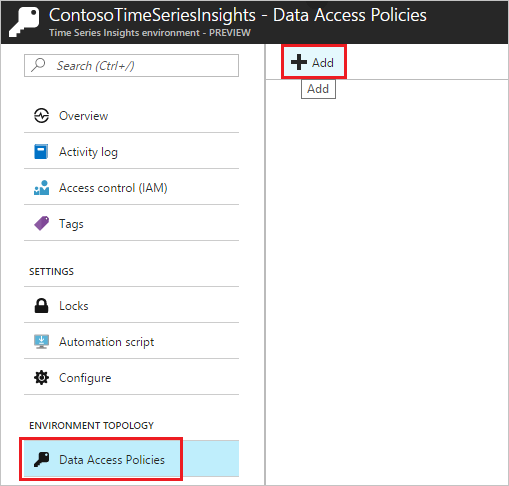 ContosoTimeSeriesInsights - Data Access Policies
Time Series Insights environment - PREVIEW
Search (Ctrl+/)
Add
Add
Overview
Activity log
Access control (IAM)
Tags
SETTINGS
Locks
Automation script
Configure
ENVIRONMENT TOPOLOGY
Data Access Policies